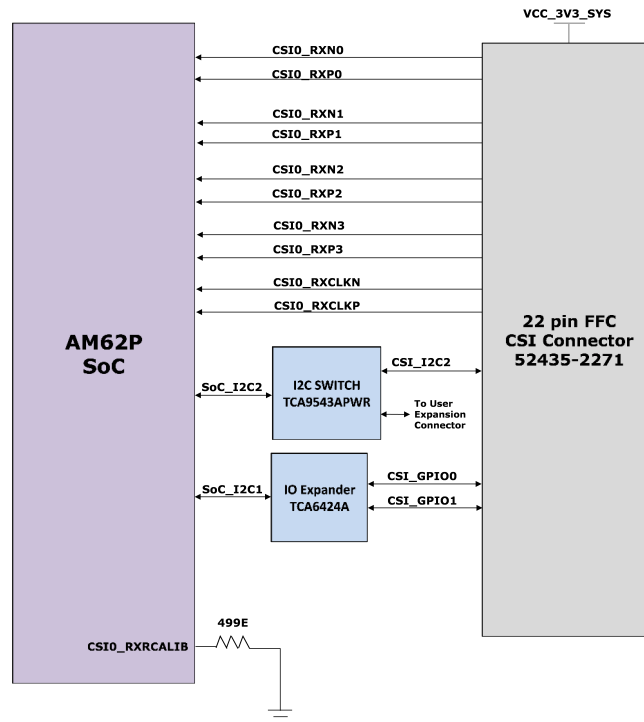 VCC_3V3_SYS
CSI0_RXN0
CSI0_RXP0
CSI0_RXN1
CSI0_RXP1
CSI0_RXN2
CSI0_RXP2
CSI0_RXN3
CSI0_RXP3
CSI0_RXCLKN
CSI0_RXCLKP
AM62P
SoC
22 pin FFC
CSI Connector
52435-2271
SoC_I2C2
I2C SWITCH
TCA9543APWR
CSI_I2C2
To User
Expansion
Connector
SoC_I2C1
IO Expander
TCA6424A
CSI_GPIO0
CSI_GPIO1
499E
CSI0_RXRCALIB